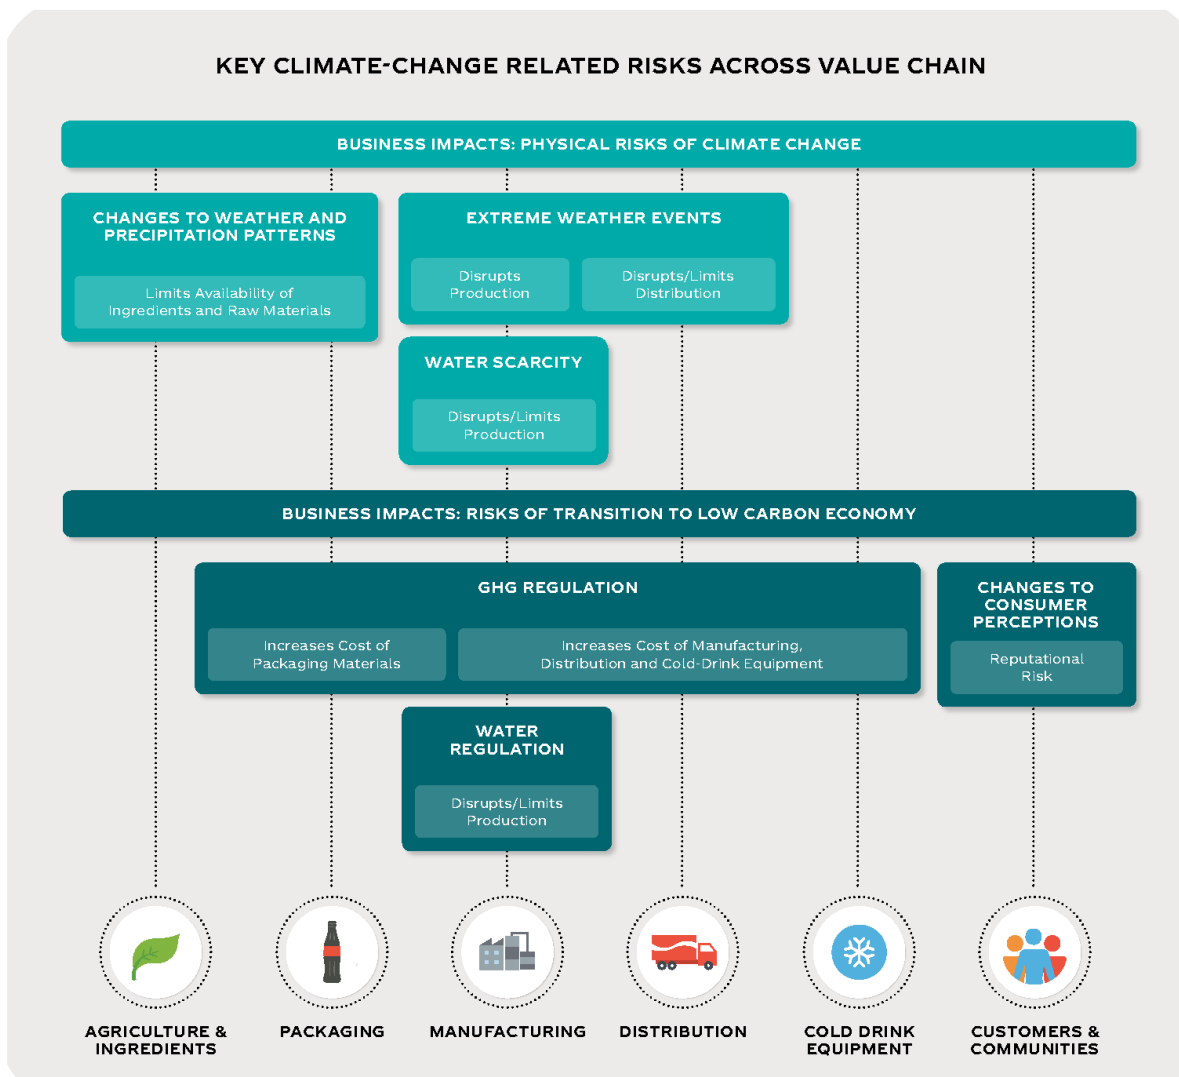 KEY CLIMATE-CHANGE RELATED RISKS ACROSS VALUE CHAIN
BUSINESS IMPACTS: PHYSICAL RISKS OF CLIMATE CHANGE
CHANGES TO WEATHER AND
PRECIPITATION PATTERNS
Limits Availability of
Ingredients and Raw Materials
EXTREME WEATHER EVENTS
Disrupts
Production
Disrupts/Limits
Distribution
WATER SCARCITY
Disrupts/Limits
Production
BUSINESS IMPACTS: RISKS OF TRANSITION TO LOW CARBON ECONOMY
GHG REGULATION
Increases Cost of
Packaging Materials
Increases Cost of Manufacturing,
Distribution and Cold-Drink Equipment
CHANGES TO
CONSUMER
PERCEPTIONS
Reputational
Risk
WATER
REGULATION
Disrupts/Limits
Production
AGRICULTURE &
INGREDIENTS
PACKAGING
MANUFACTURING
DISTRIBUTION
COLD DRINK
EQUIPMENT
CUSTOMERS &
COMMUNITIES